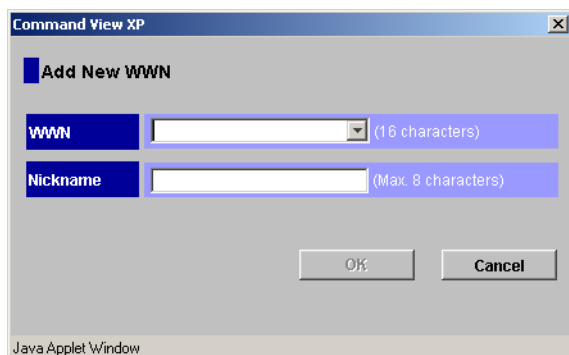 Command View XP
Add New WWN
WWN (16 characters)
Nickname (Max. 8 characters)
OK Cancel
Java Applet Window